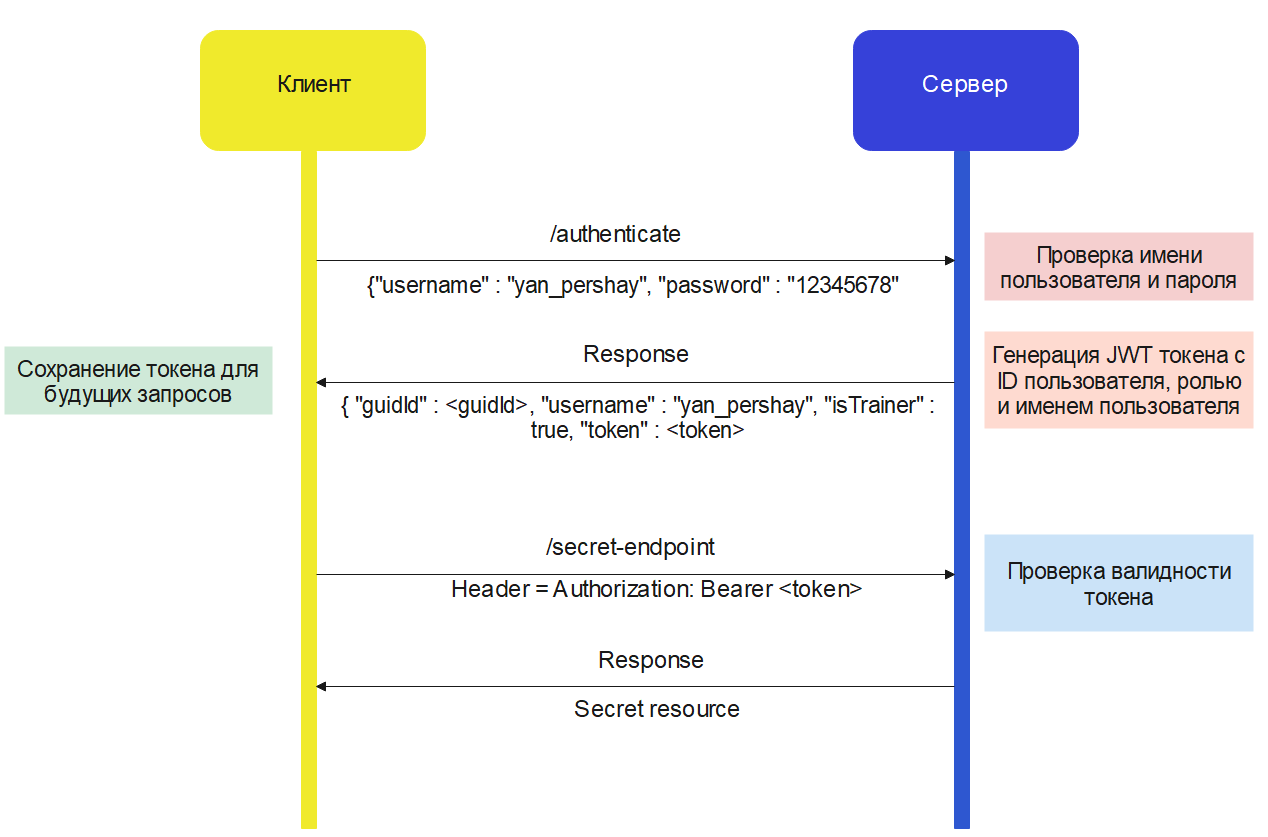 Клиент
Сервер
/authenticate
{"username" : "yan_pershay", "password" : "12345678"
Проверка имени
пользователя и пароля
Response
{ "guidId" : <guidId>, "username" : "yan_pershay", "isTrainer" :
true, "token" : <token>
Сохранение токена для
будущих запросов
Генерация JWT токена с
ID пользователя, ролью
и именем пользователя
/secret-endpoint
Header = Authorization: Bearer <token>
Проверка валидности
токена
Response
Secret resource